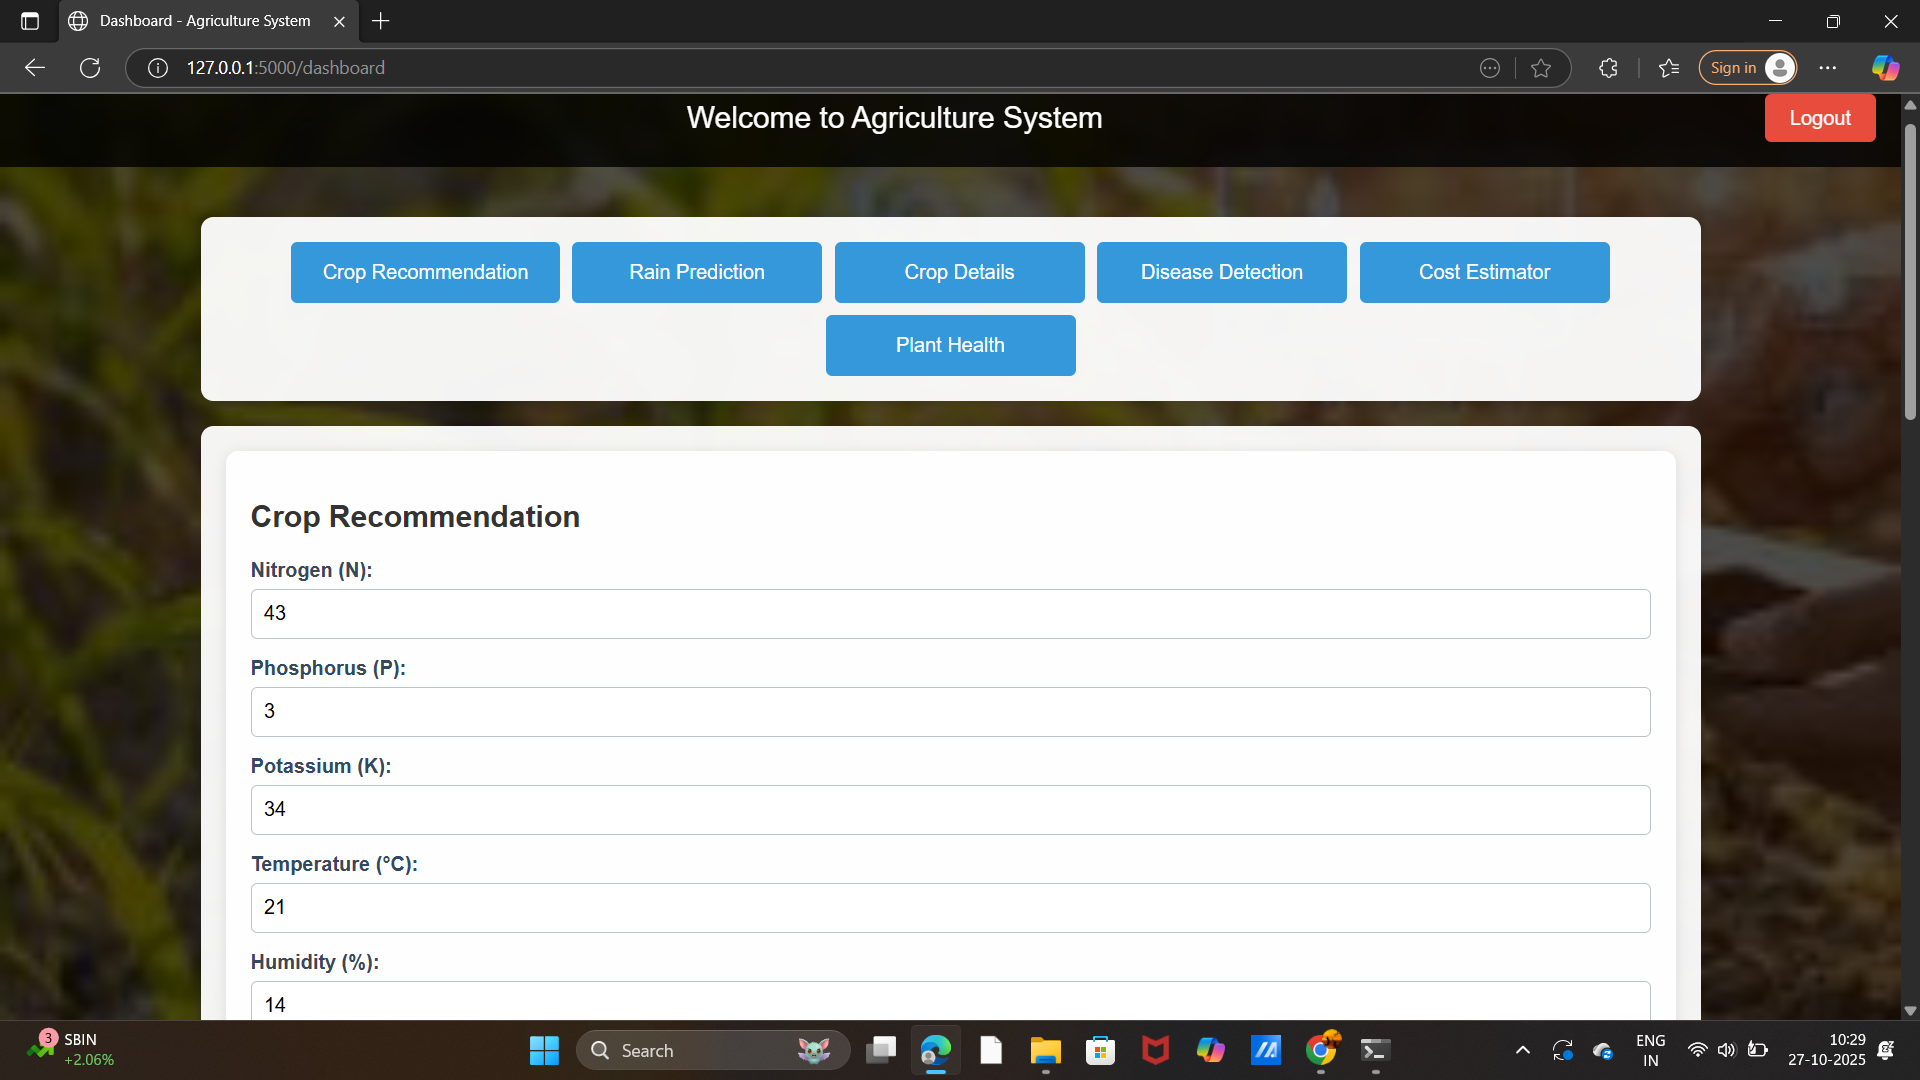 Dashboard - Agriculture System
127.0.0.1:5000/dashboard
Sign in
Welcome to Agriculture System
Logout
Crop Recommendation
Rain Prediction
Crop Details
Disease Detection
Cost Estimator
Plant Health
Crop Recommendation
Nitrogen (N):
43
Phosphorus (P):
3
Potassium (K):
34
Temperature (°C):
21
Humidity (%):
14
3
SBIN
+2.06%
Search
ENG
IN
10:29
27-10-2025